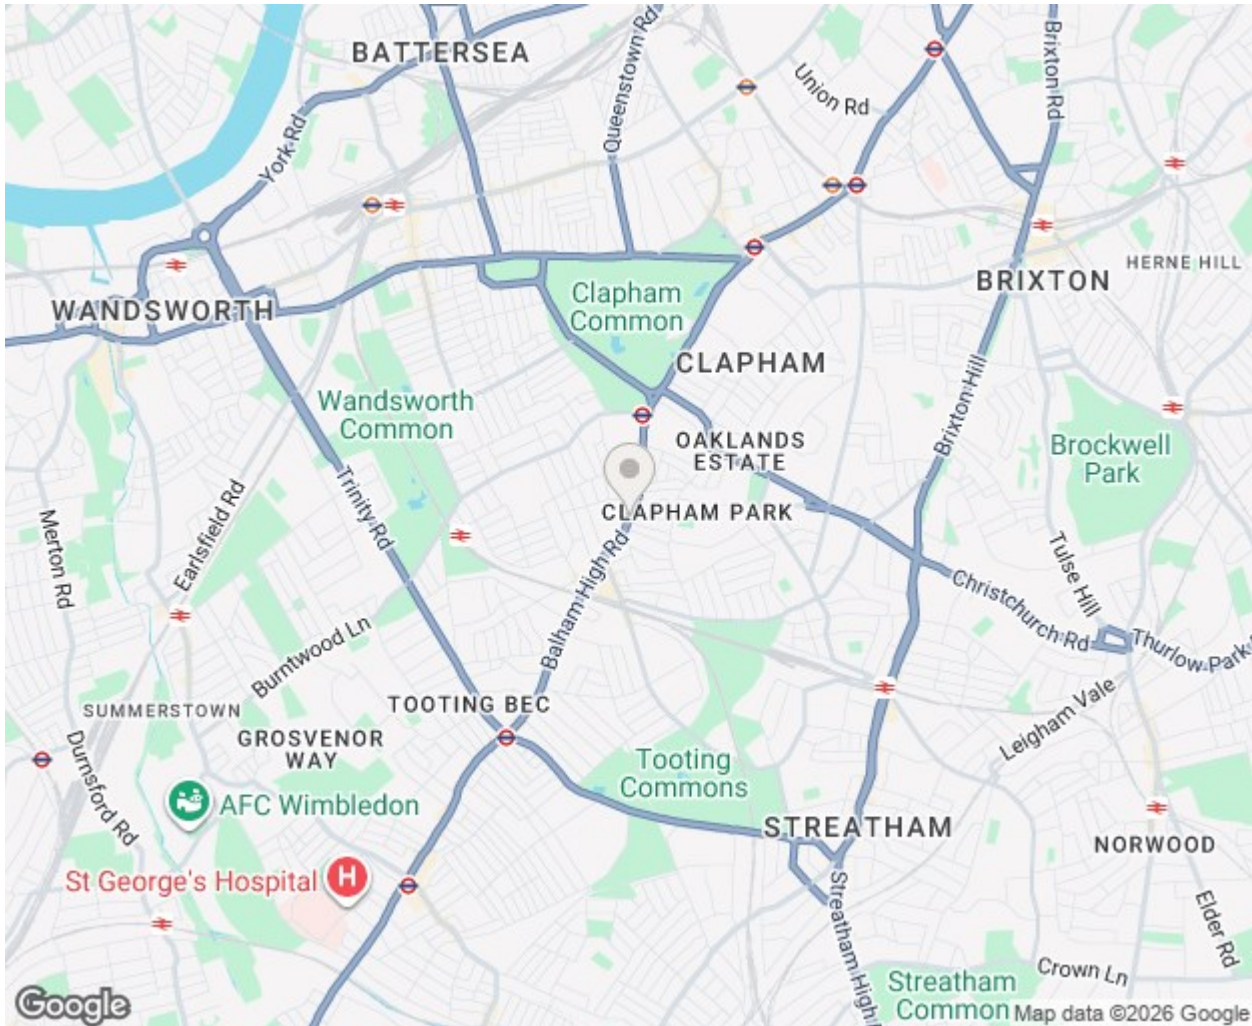 BATTERSEA
Queenstown Rd
Union Rd
Brixton Rd
York Rd
WANDSWORTH
Clapham
Common
BRIXTON
HERNE HILL
CLAPHAM
Wandsworth
Common
OAKLANDS
ESTATE
Brixton Hill
Brockwell
Park
CLAPHAM PARK
Merton Rd
Earlsfield Rd
Trinity Rd
Balham High Rd
Tulse Hill
Christchurch Rd
Thurlow Park
Burntwood Ln
SUMMERSTOWN
TOOTING BEC
Leigham Vale
GROSVENOR
WAY
Durnsford Rd
AFC Wimbledon
Tooting
Commons
STREATHAM
NORWOOD
St George's Hospital
H
Streatham High
Elder Rd
Crown Ln
Streatham
Common
Google
Map data ©2026 Google